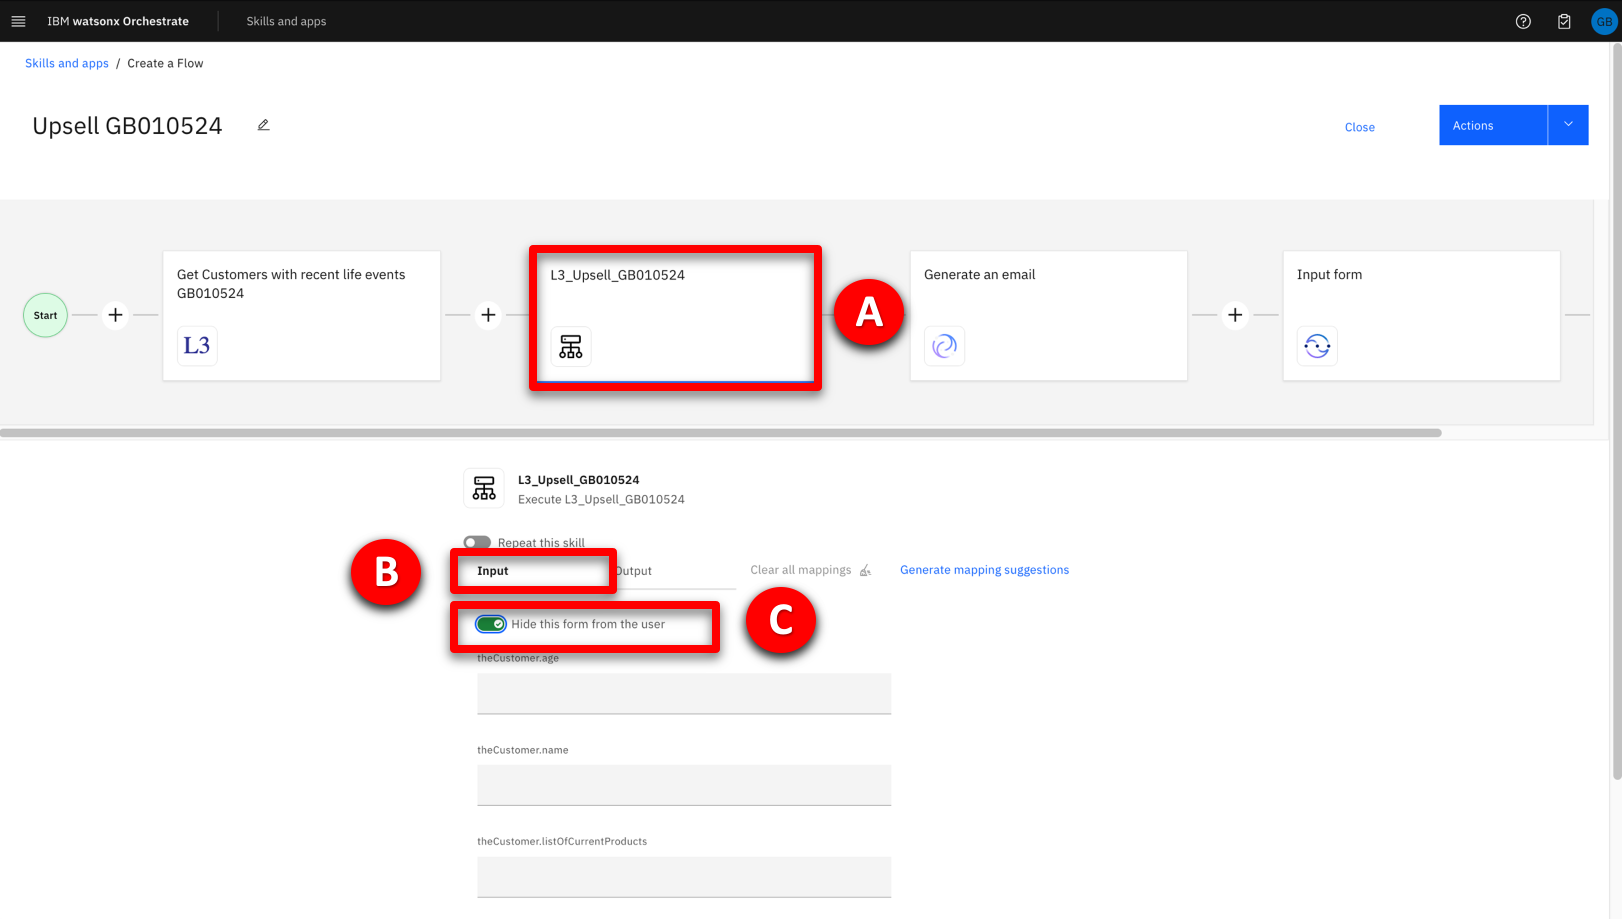 IBM watsonx Orchestrate
Skills and apps
GB
Skills and apps / Create a Flow
Upsell GB010524
Close
Actions
Start
Get Customers with recent life events
GB010524
L3
L3_Upsell_GB010524
A
Generate an email
Input form
L3_Upsell_GB010524
Execute L3_Upsell_GB010524
Repeat this skill
B
Input
Output
Clear all mappings
Generate mapping suggestions
Hide this form from the user
C
theCustomer.age
theCustomer.name
theCustomer.listOfCurrentProducts